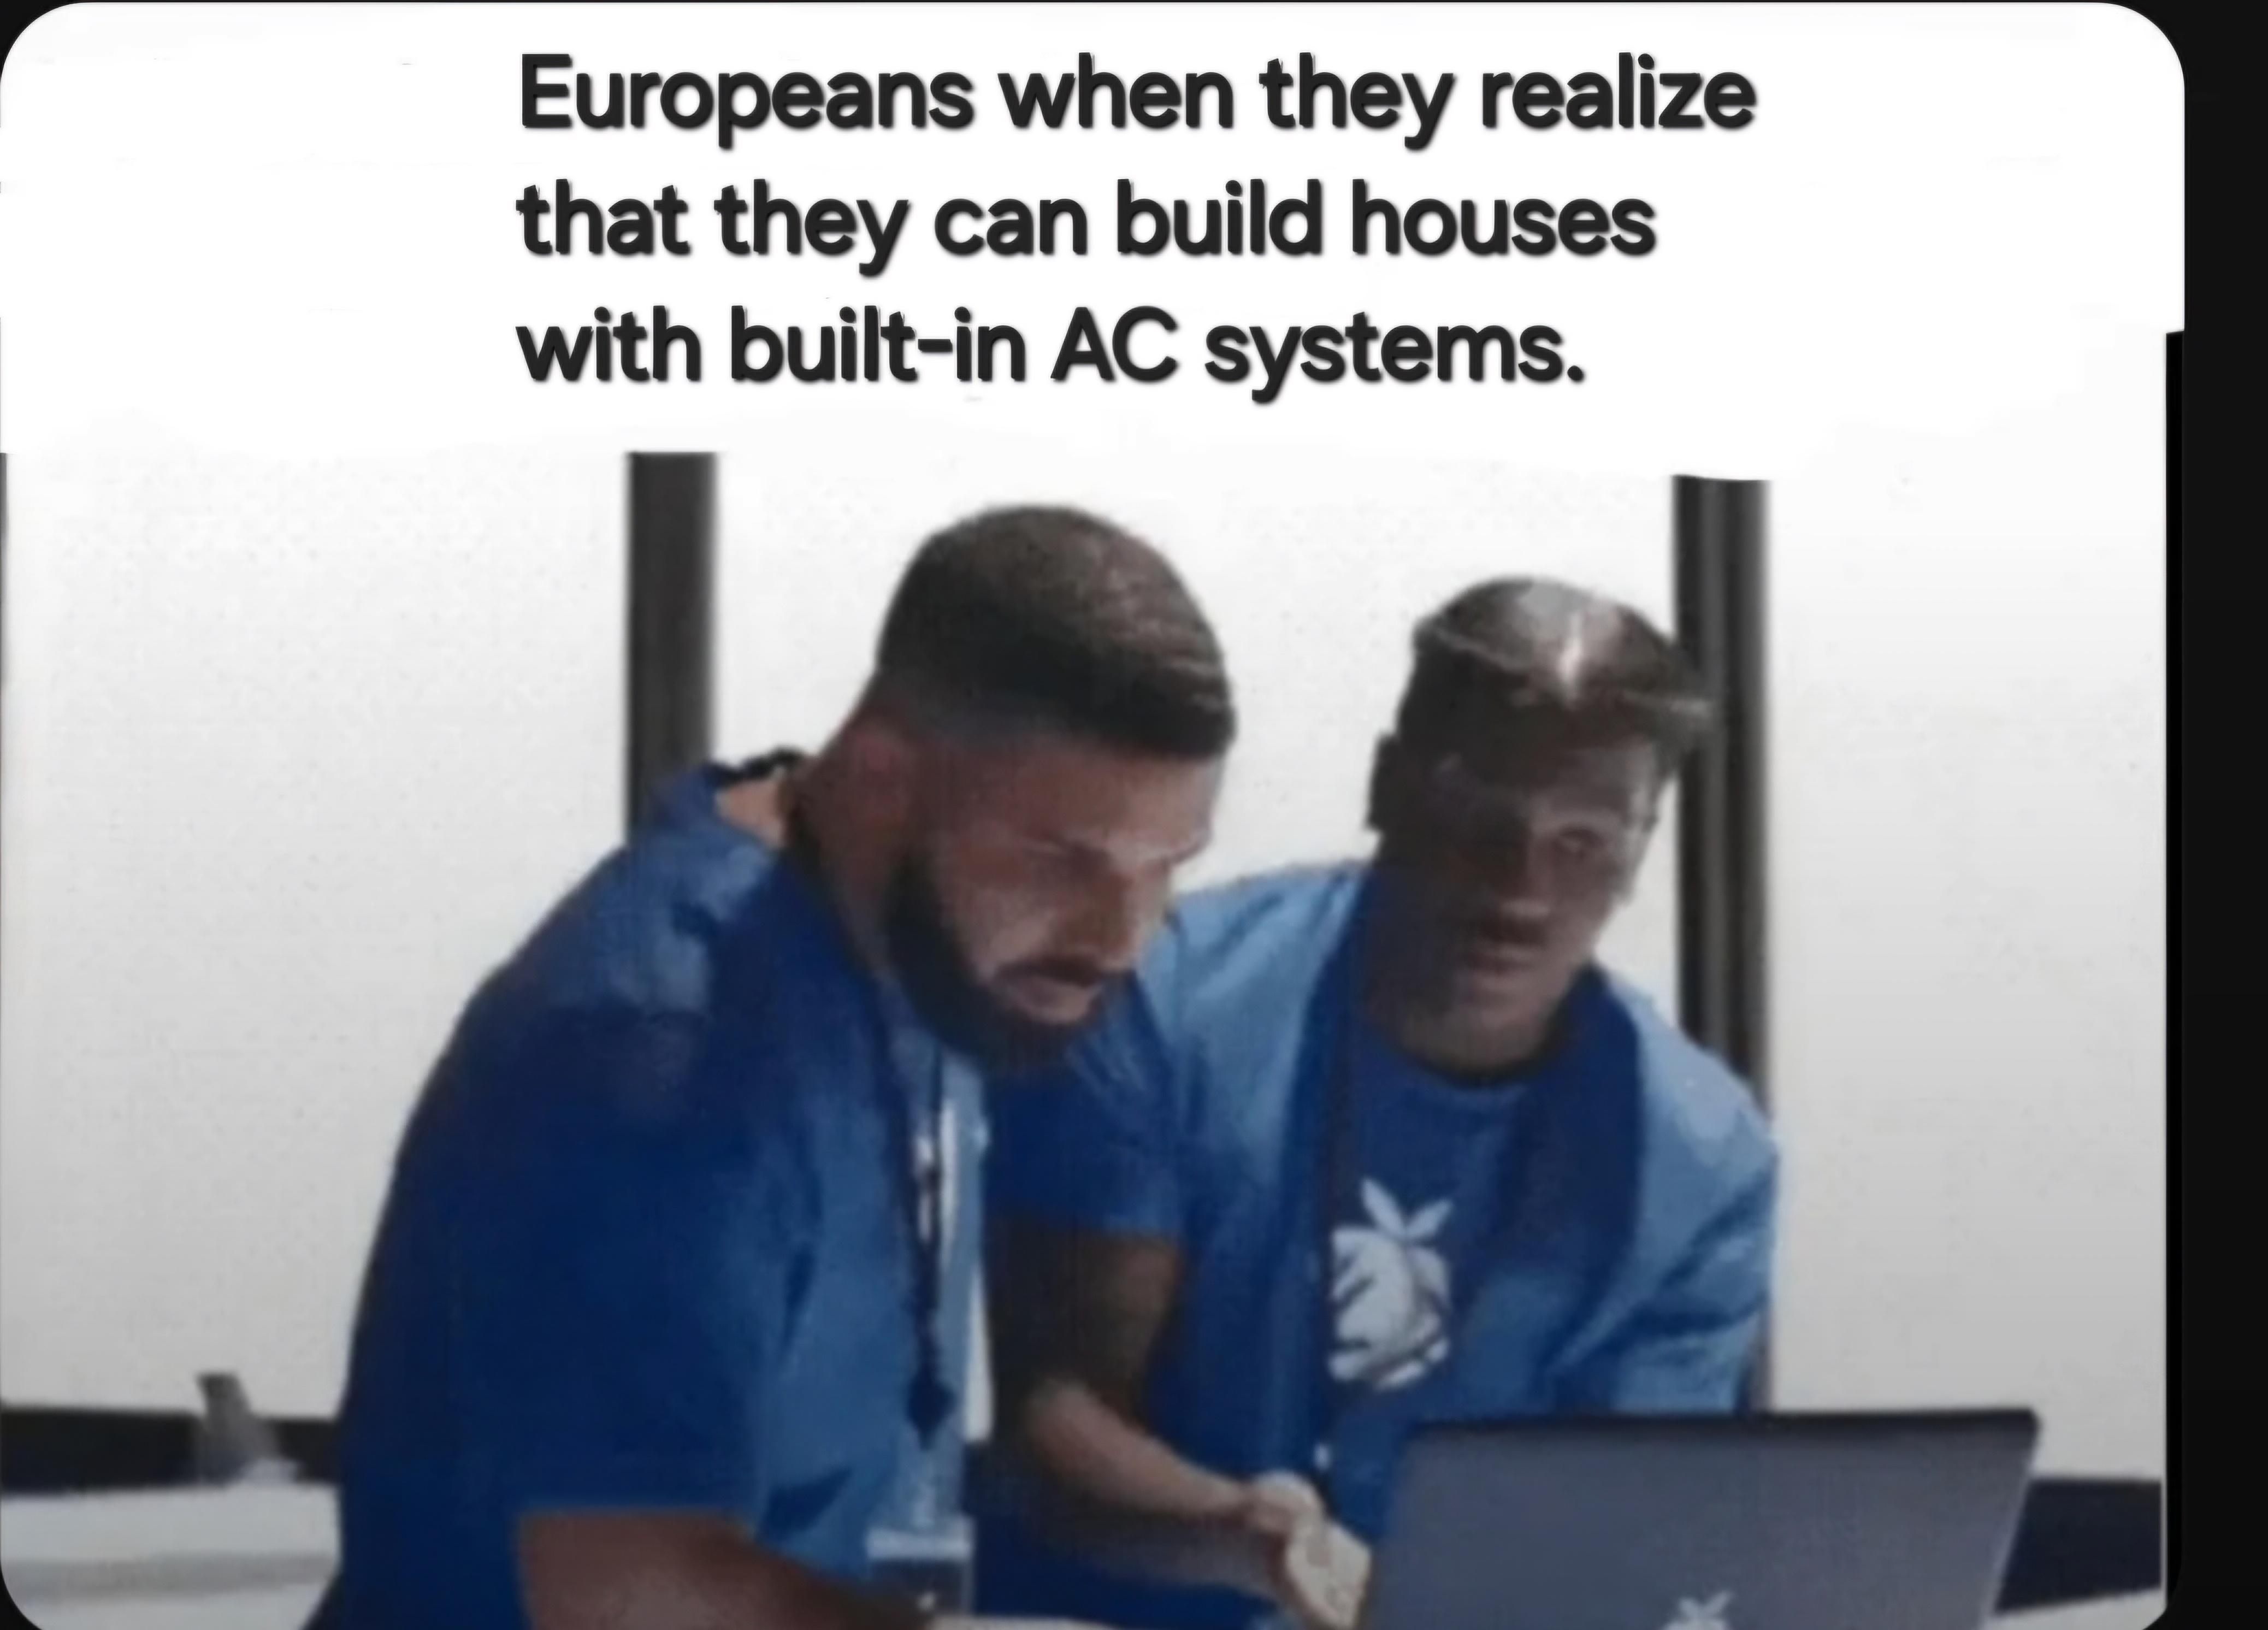 Europeans when they realize
that they can build houses
with built-in AC systems.